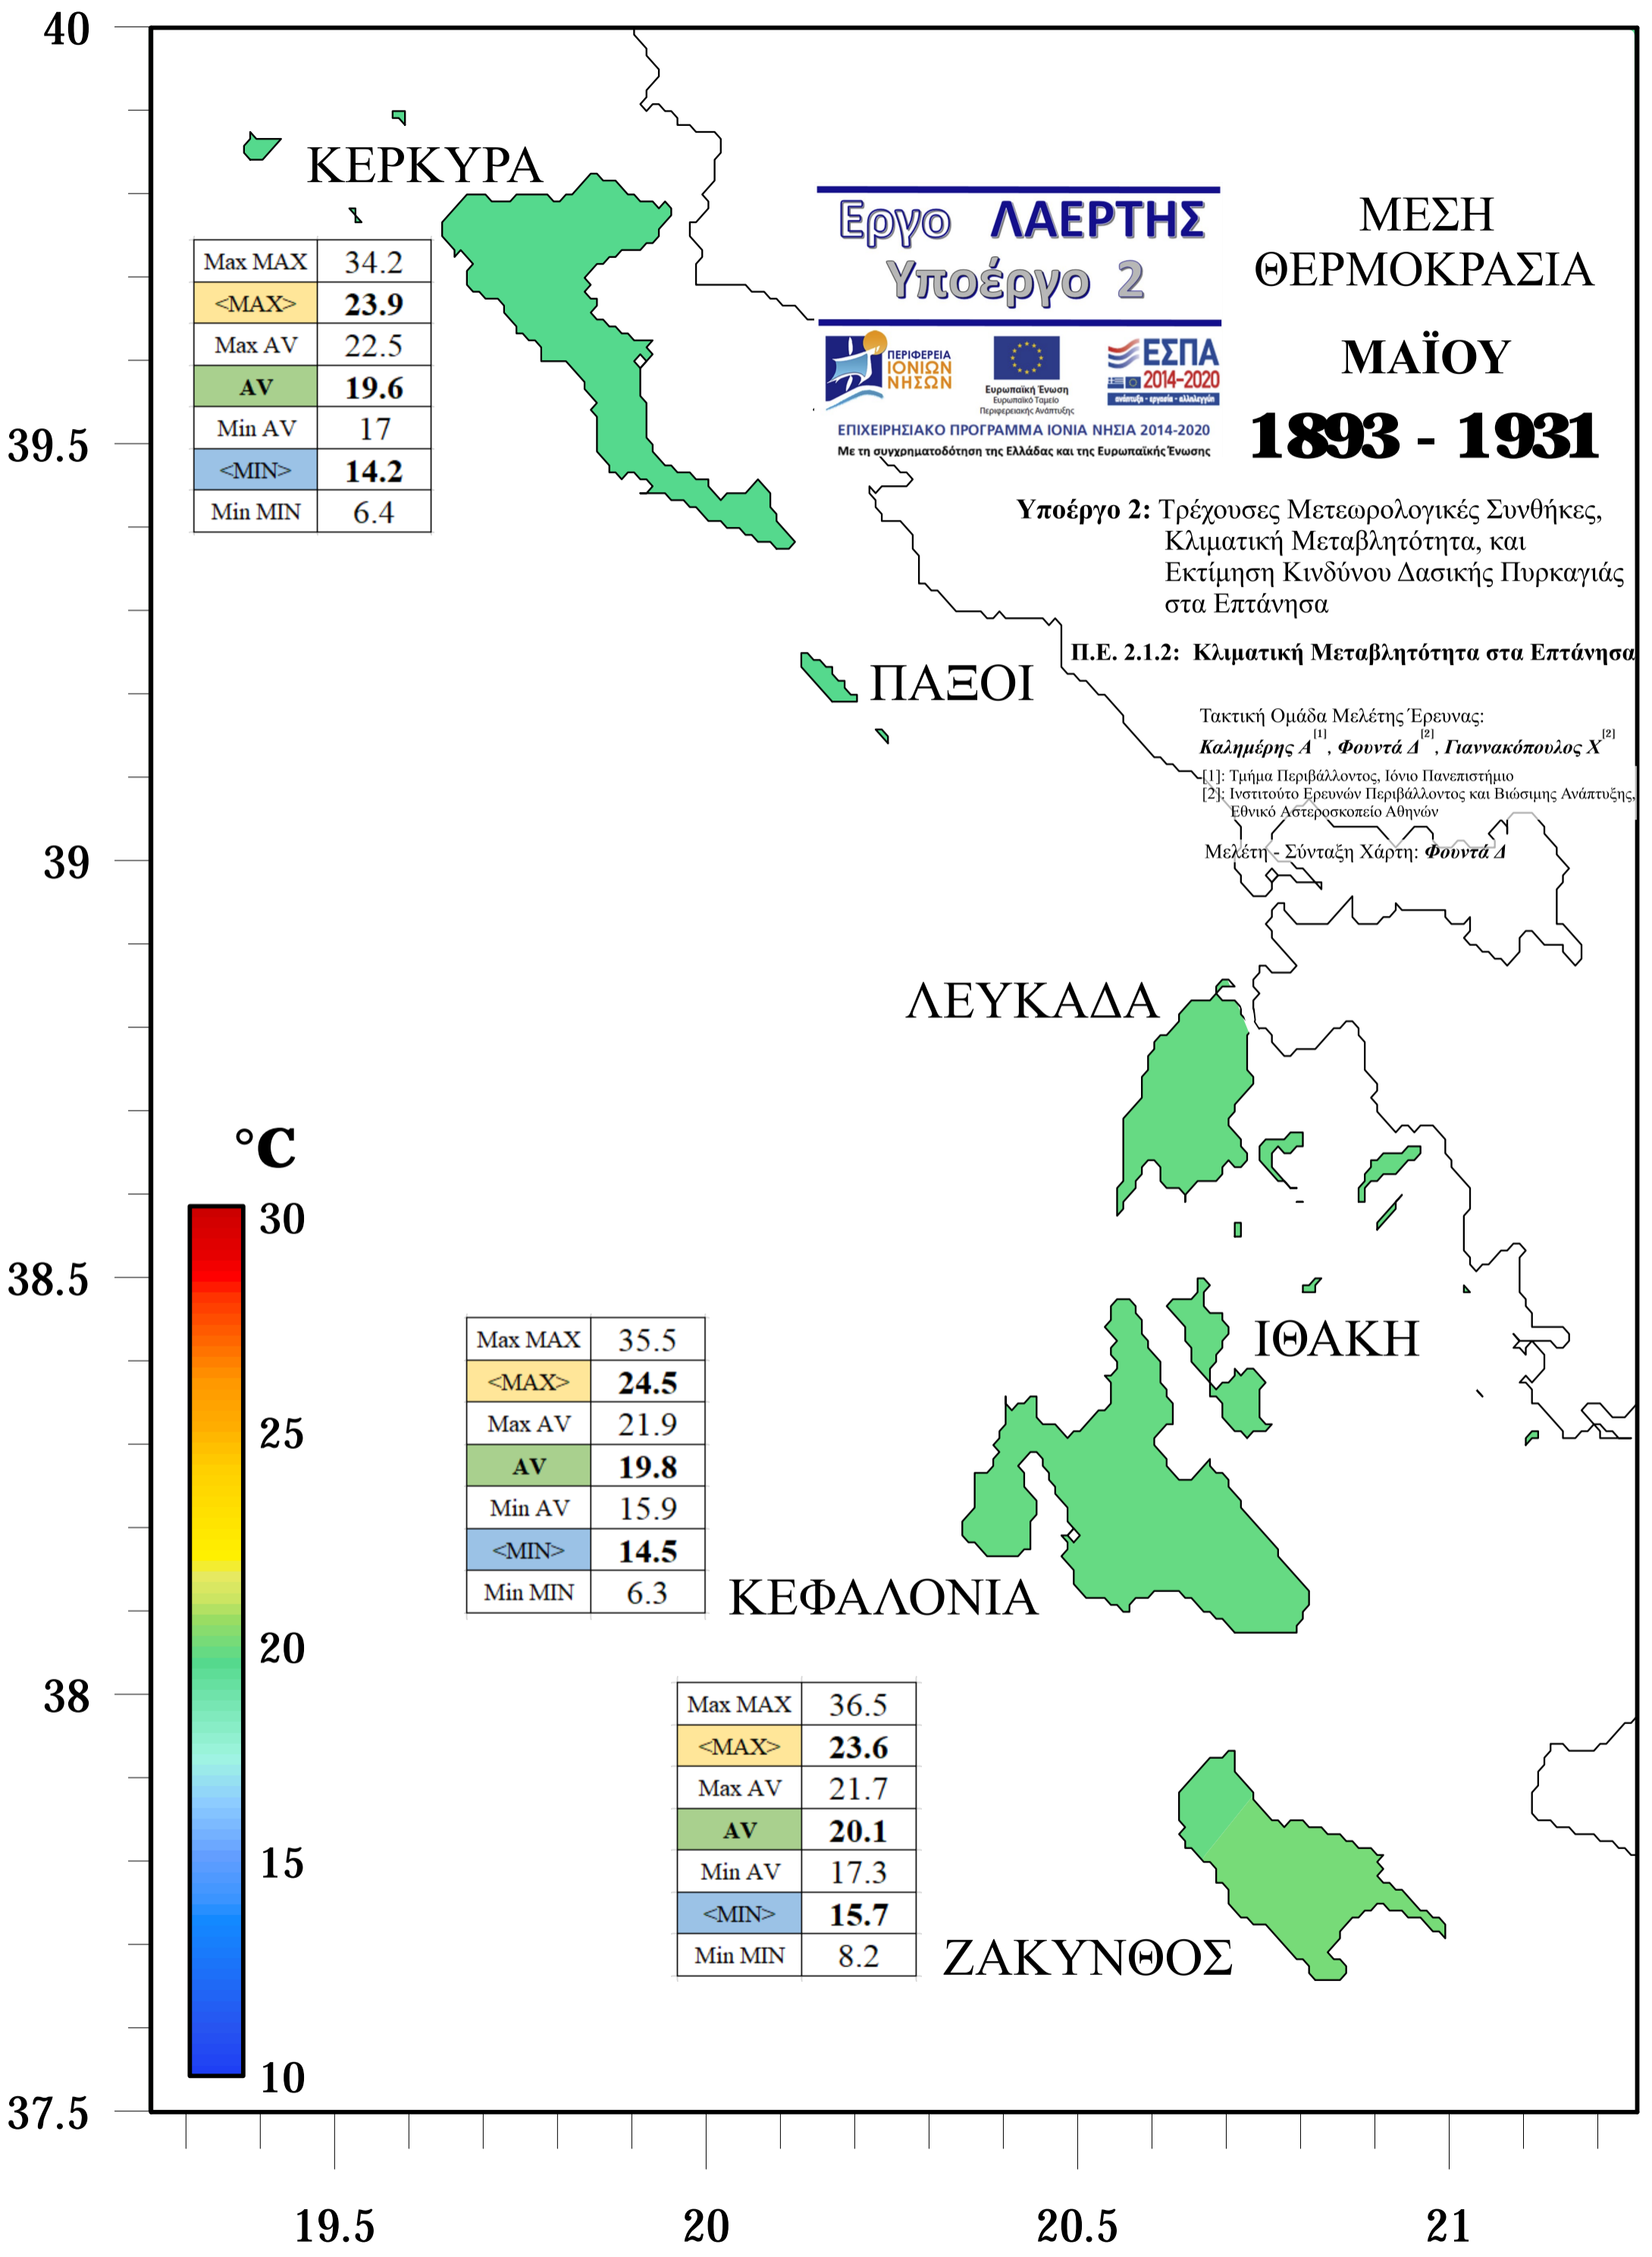 40
ΚΕΡΚΥΡΑ
Max MAX 34.2
<MAX> 23.9
Max AV 22.5
AV 19.6
Min AV 17
<MIN> 14.2
Min MIN 6.4
Εργο ΛΑΕΡΤΗΣ
Υποέργο 2
ΠΕΡΙΦΕΡΕΙΑ
ΙΟΝΙΩΝ
ΝΗΣΩΝ
Ευρωπαϊκή Ένωση
Ευρωπαϊκό Ταμείο
Περιφερειακής Ανάπτυξης
ΕΣΠΑ
2014-2020
ανάπτυξη - εργασία - αλληλεγγύη
ΕΠΙΧΕΙΡΗΣΙΑΚΟ ΠΡΟΓΡΑΜΜΑ ΙΟΝΙΑ ΝΗΣΙΑ 2014-2020
Με τη συγχρηματοδότηση της Ελλάδας και της Ευρωπαϊκής Ένωσης
ΜΕΣΗ
ΘΕΡΜΟΚΡΑΣΙΑ
ΜΑΪΟΥ
1893 - 1931
39.5
Υποέργο 2: Τρέχουσες Μετεωρολογικές Συνθήκες,
Κλιματική Μεταβλητότητα, και
Εκτίμηση Κινδύνου Δασικής Πυρκαγιάς
στα Επτάνησα
Π.Ε. 2.1.2: Κλιματική Μεταβλητότητα στα Επτάνησα
ΠΑΞΟΙ
Τακτική Ομάδα Μελέτης Έρευνας:
Καλημέρης Α[1], Φουντά Δ[2], Γιαννακόπουλος Χ[2]
[1]: Τμήμα Περιβάλλοντος, Ιόνιο Πανεπιστήμιο
[2]: Ινστιτούτο Ερευνών Περιβάλλοντος και Βιώσιμης Ανάπτυξης,
Εθνικό Αστεροσκοπείο Αθηνών
Μελέτη - Σύνταξη Χάρτη: Φουντά Δ
39
ΛΕΥΚΑΔΑ
°C
30
25
20
15
10
38.5
ΙΘΑΚΗ
Max MAX 35.5
<MAX> 24.5
Max AV 21.9
AV 19.8
Min AV 15.9
<MIN> 14.5
Min MIN 6.3
ΚΕΦΑΛΟΝΙΑ
38
Max MAX 36.5
<MAX> 23.6
Max AV 21.7
AV 20.1
Min AV 17.3
<MIN> 15.7
Min MIN 8.2
ΖΑΚΥΝΘΟΣ
37.5
19.5 20 20.5 21